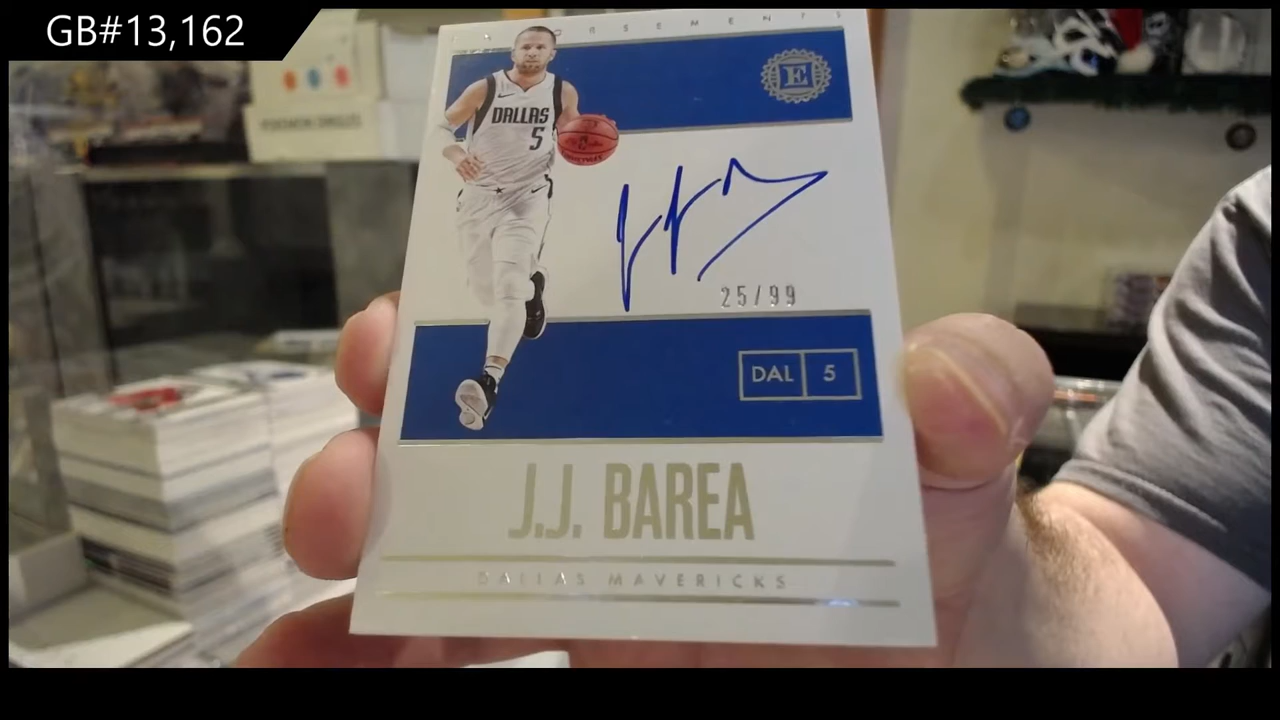 GB#13,162
E
DALLAS
5
25/99
DAL 5
J.J. BAREA
DALLAS MAVERICKS